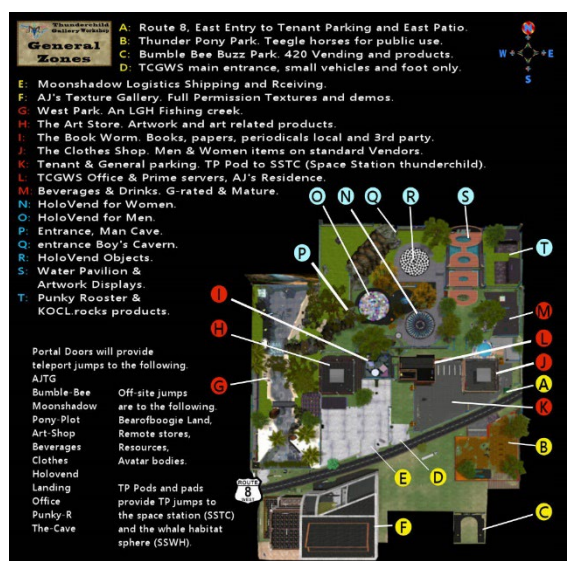 Thunderchild
Gallery Workshop
General
Zones
A: Route 8, East Entry to Tenant Parking and East Patio.
B: Thunder Pony Park. Teegle horses for public use.
C: Bumble Bee Buzz Park. 420 Vending and products.
D: TCGWS main entrance, small vehicles and foot only.
E: Moonshadow Logistics Shipping and Rceiving.
F: AJ's Texture Gallery. Full Permission Textures and demos.
G: West Park. An LGH Fishing creek.
H: The Art Store. Artwork and art related products.
I: The Book Worm. Books, papers, periodicals local and 3rd party.
J: The Clothes Shop. Men & Women items on standard Vendors.
K: Tenant & General parking. TP Pod to SSTC (Space Station thunderchild).
L: TCGWS Office & Prime servers, AJ's Residence.
M: Beverages & Drinks. G-rated & Mature.
N: HoloVend for Women.
O: HoloVend for Men.
P: Entrance, Man Cave.
Q: entrance Boy's Cavern.
R: HoloVend Objects.
S: Water Pavilion &
Artwork Displays.
T: Punky Rooster &
KOCL.rocks products.
N
W
E
S
O
N
Q
R
S
T
P
I
H
G
M
L
J
A
K
B
E
D
F
C
Portal Doors will provide
teleport jumps to the following.
AJTG
Bumble-Bee
Moonshadow
Pony-Plot
Art-Shop
Beverages
Clothes
Holovend
Landing
Office
Punky-R
The-Cave
Off-site jumps
are to the following.
Bearofboogie Land,
Remote stores,
Resources,
Avatar bodies.
TP Pods and pads
provide TP jumps to
the space station (SSTC)
and the whale habitat
sphere (SSWH).
ROUTE
8
WEST